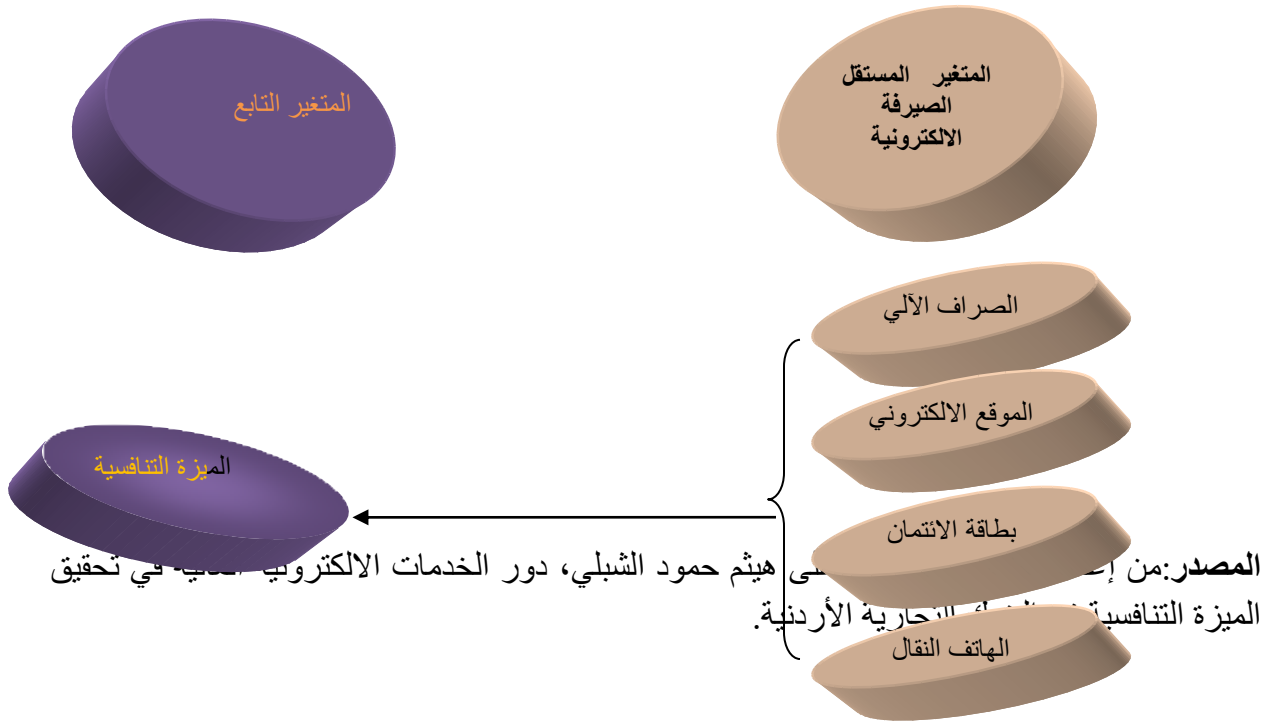 المتغير المستقل
الصيرفة
الالكترونية
المتغير التابع
الصراف الآلي
الموقع الالكتروني
بطاقة الائتمان
الهاتف النقال
الميزة التنافسية
المصدر:من هيثم حمود الشبلي، دور الخدمات الالكترونية في تحقيق
الميزة التنافسية التجارية الأردنية.